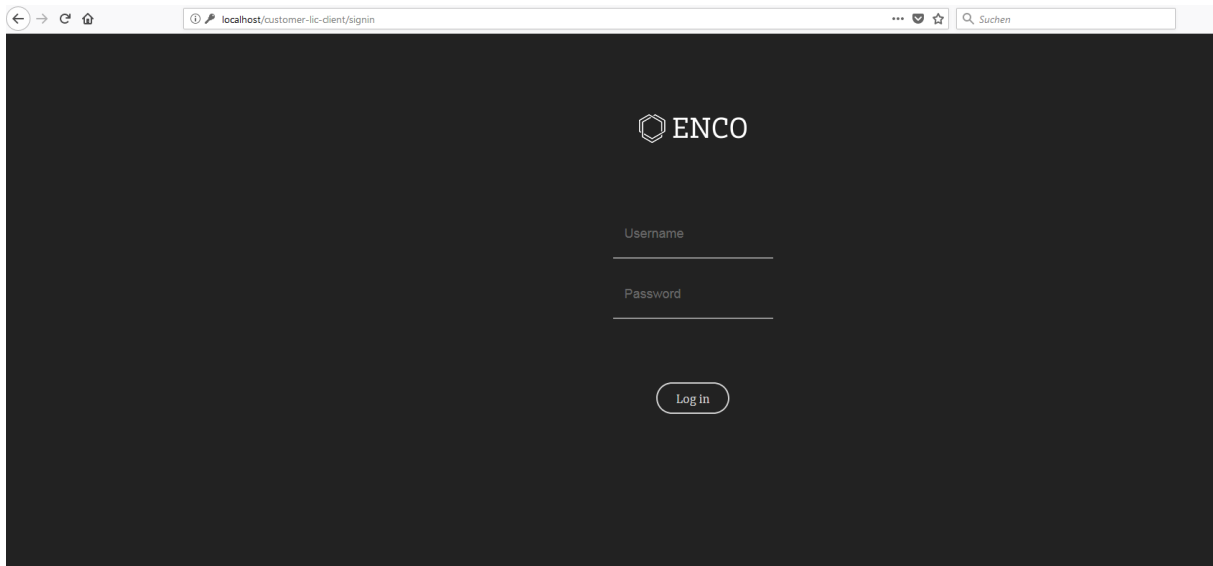 localhost/customer-lic-client/signin
Suchen
ENCO
Username
Password
Log in